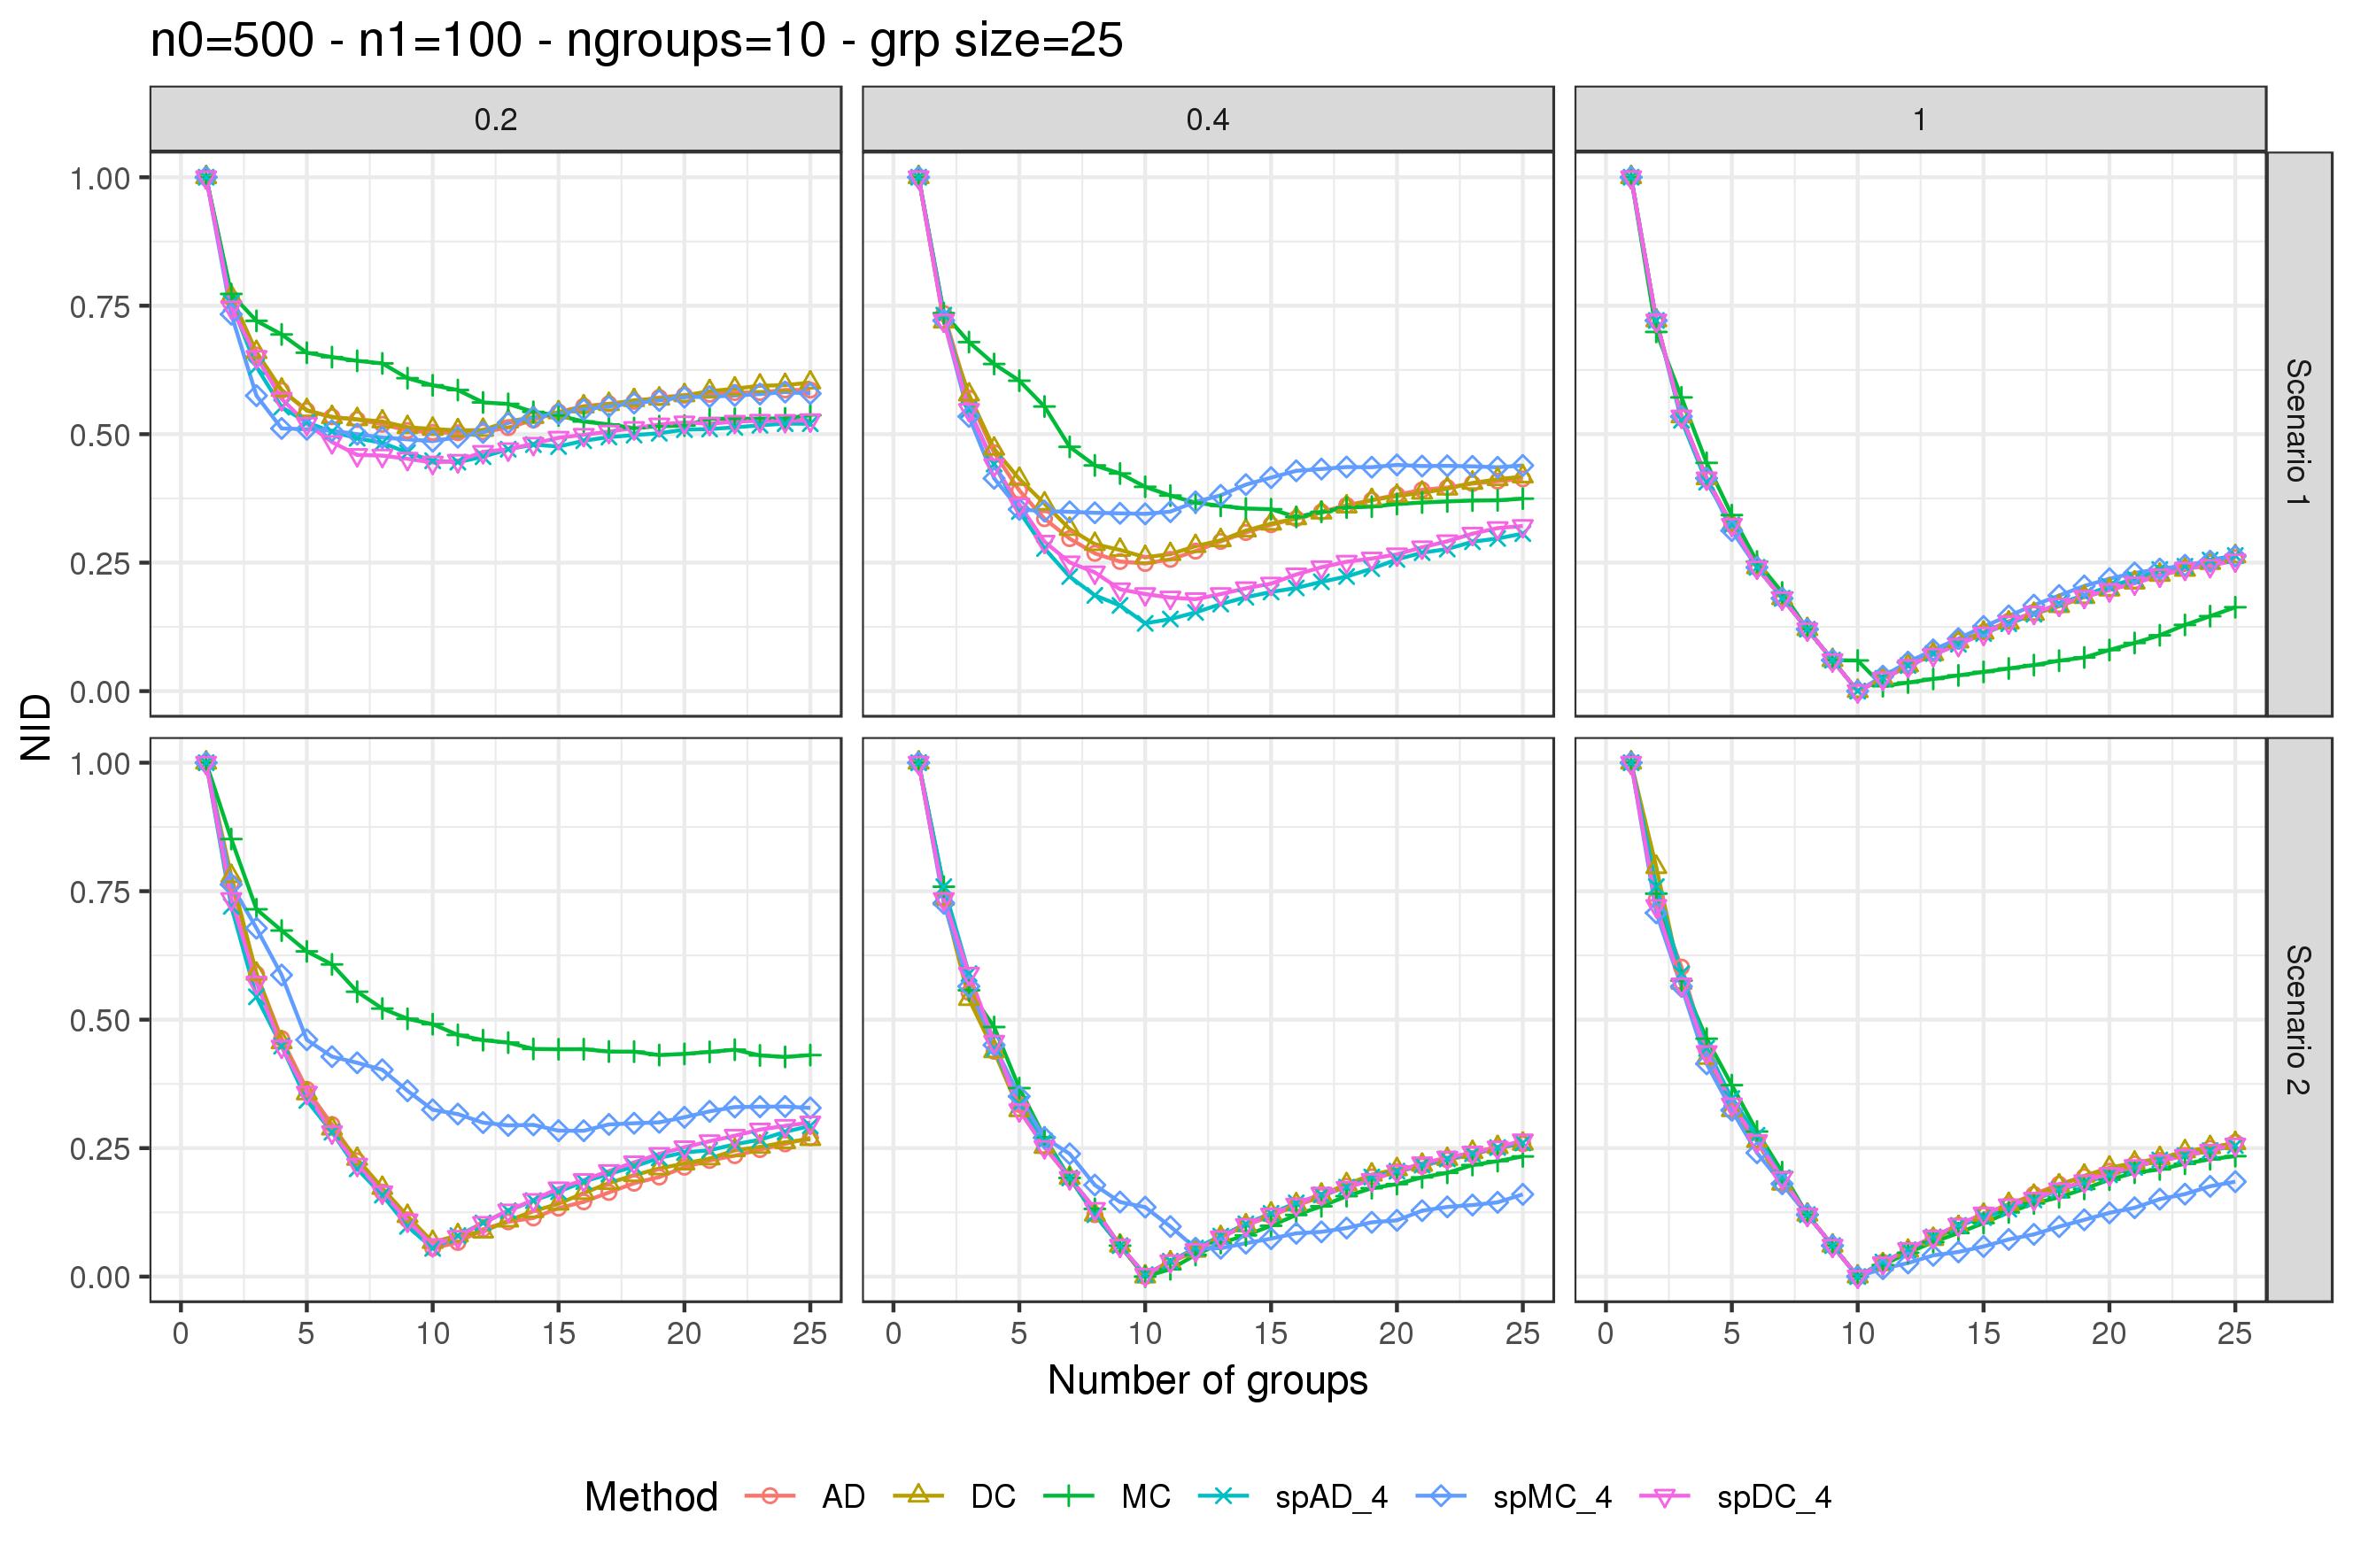 n0=500 - n1=100 - ngroups=10 - grp size=25
0.2 0.4 1
1.00
0.75
0.50
0.25
0.00
Scenario 1
NID
1.00
0.75
0.50
0.25
0.00
Scenario 2
0 5 10 15 20 25 0 5 10 15 20 25 0 5 10 15 20 25
Number of groups
Method AD DC MC spAD_4 spMC_4 spDC_4